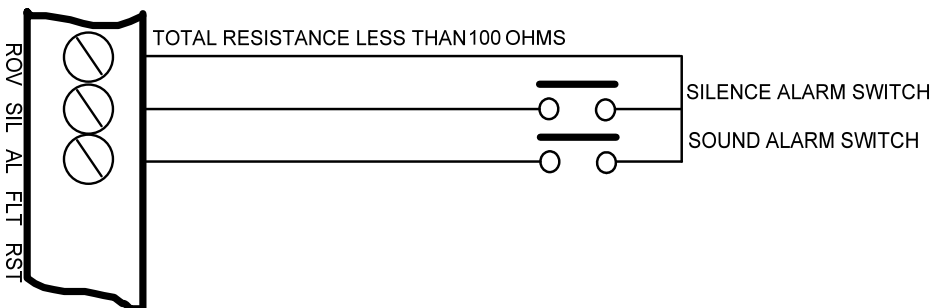 TOTAL RESISTANCE LESS THAN 100 OHMS
SILENCE ALARM SWITCH
SOUND ALARM SWITCH
ROV SIL AL FLT RST